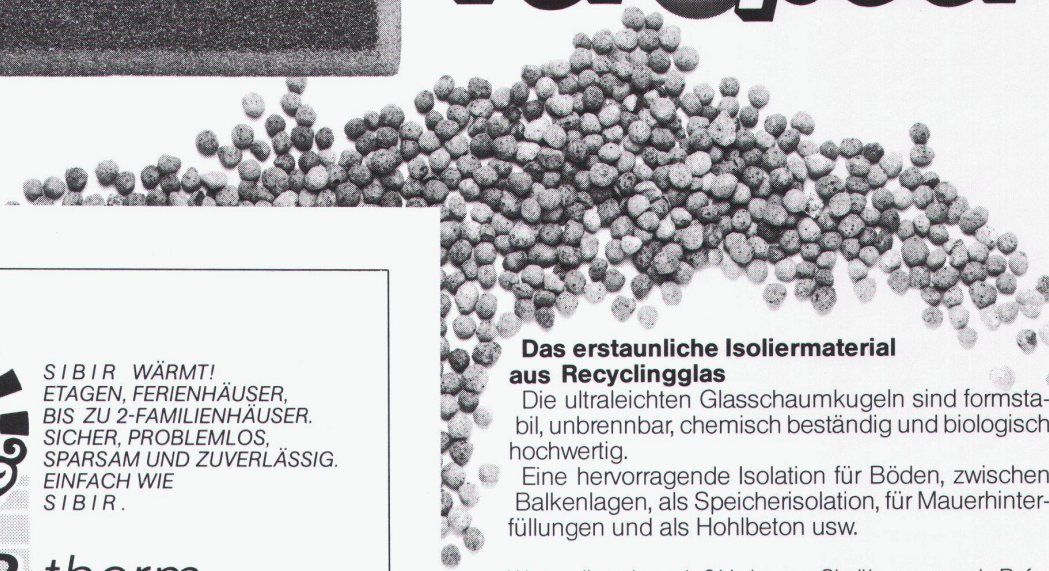 SIBIR WÄRMT!
ETAGEN, FERIENHÄUSER,
BIS ZU 2-FAMILIENHÄUSER.
SICHER, PROBLEMLOS,
SPARSAM UND ZUVERLÄSSIG.
EINFACH WIE
SIBIR.
therm
Das erstaunliche Isoliermaterial
aus Recyclingglas
Die ultraleichten Glasschaumkugeln sind formsta-
bil, unbrennbar, chemisch beständig und biologisch
hochwertig.
Eine hervorragende Isolation für Böden, zwischen
Balkenlagen, als Speicherisolation, für Mauerhinter-
füllungen und als Hohlbeton usw.